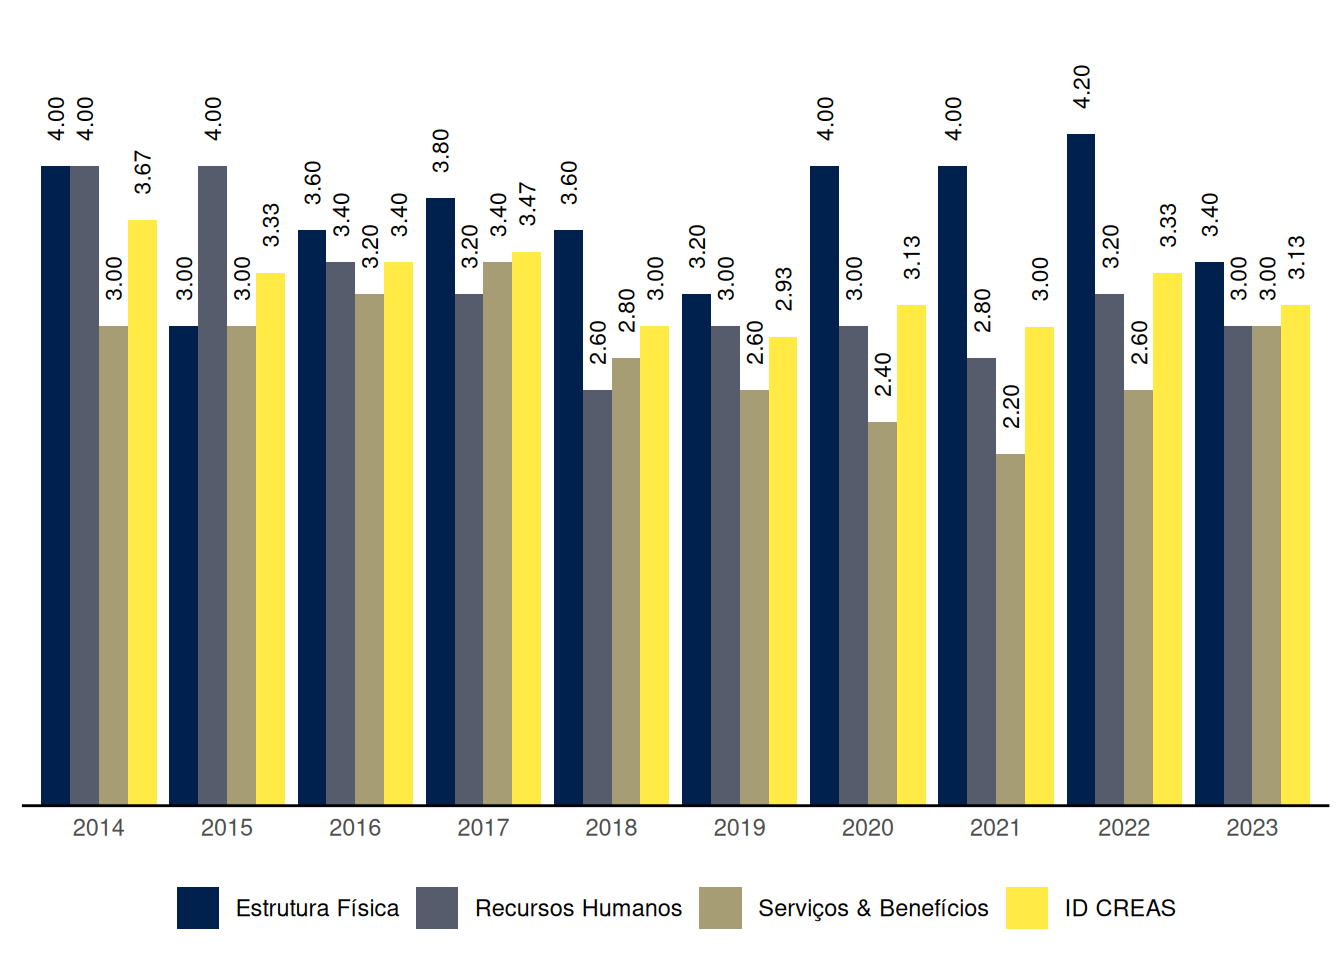 4.00 4.00 3.00 3.67
3.00 4.00 3.00 3.33
3.60 3.40 3.20 3.40
3.80 3.20 3.40 3.47
3.60 2.60 2.80 3.00
3.20 3.00 2.60 2.93
4.00 3.00 2.40 3.13
4.00 2.80 2.20 3.00
4.20 3.20 2.60 3.33
3.40 3.00 3.00 3.13
2014 2015 2016 2017 2018 2019 2020 2021 2022 2023
Estrutura Física Recursos Humanos Serviços & Benefícios ID CREAS